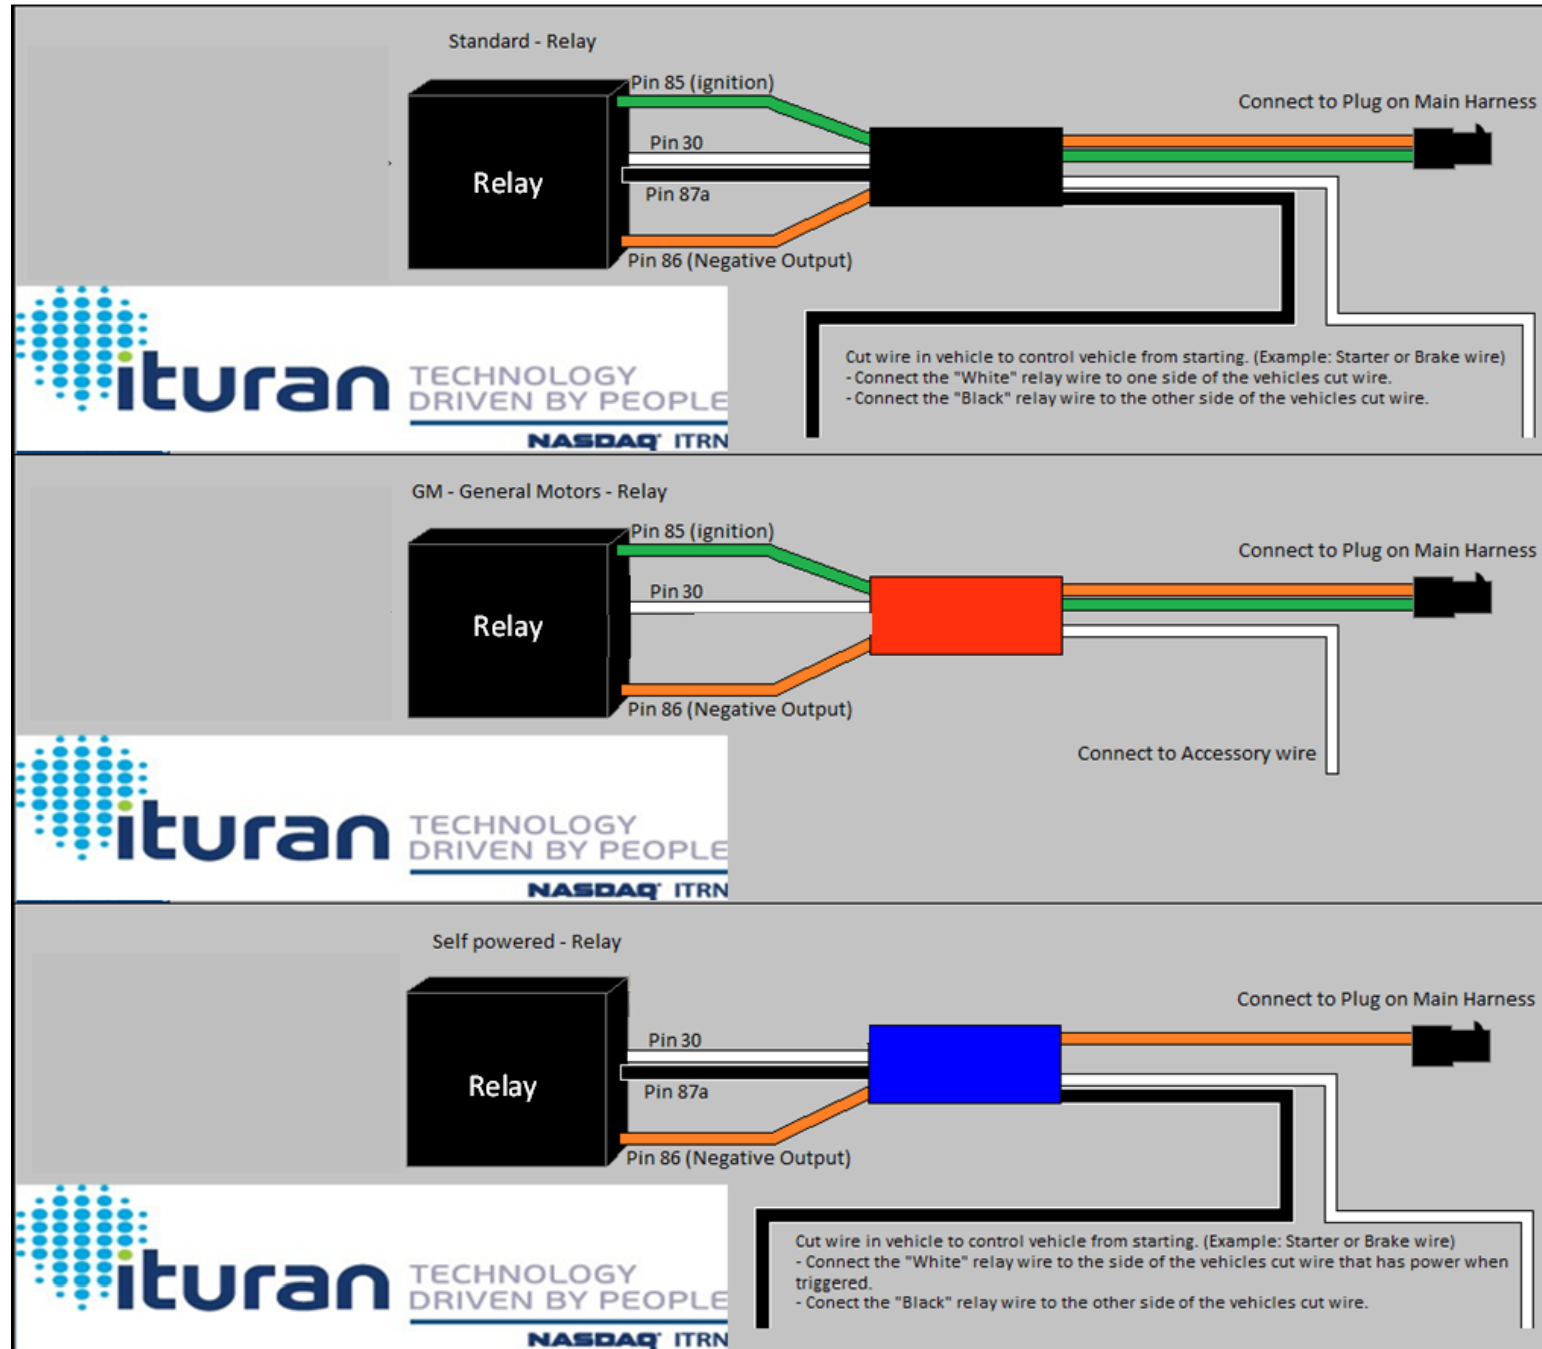 Standard - Relay
Pin 85 (ignition)
Connect to Plug on Main Harness
Pin 30
Relay
Pin 87a
Pin 86 (Negative Output)
Cut wire in vehicle to control vehicle from starting. (Example: Starter or Brake wire)
- Connect the "White" relay wire to one side of the vehicles cut wire.
- Connect the "Black" relay wire to the other side of the vehicles cut wire.
ituran
TECHNOLOGY
DRIVEN BY PEOPLE
NASDAQ ITRN
GM - General Motors - Relay
Pin 85 (ignition)
Connect to Plug on Main Harness
Pin 30
Relay
Pin 86 (Negative Output)
Connect to Accessory wire
ituran
TECHNOLOGY
DRIVEN BY PEOPLE
NASDAQ ITRN
Self powered - Relay
Connect to Plug on Main Harness
Pin 30
Relay
Pin 87a
Pin 86 (Negative Output)
Cut wire in vehicle to control vehicle from starting. (Example: Starter or Brake wire)
- Connect the "White" relay wire to the side of the vehicles cut wire that has power when
triggered.
- Conect the "Black" relay wire to the other side of the vehicles cut wire.
ituran
TECHNOLOGY
DRIVEN BY PEOPLE
NASDAQ ITRN